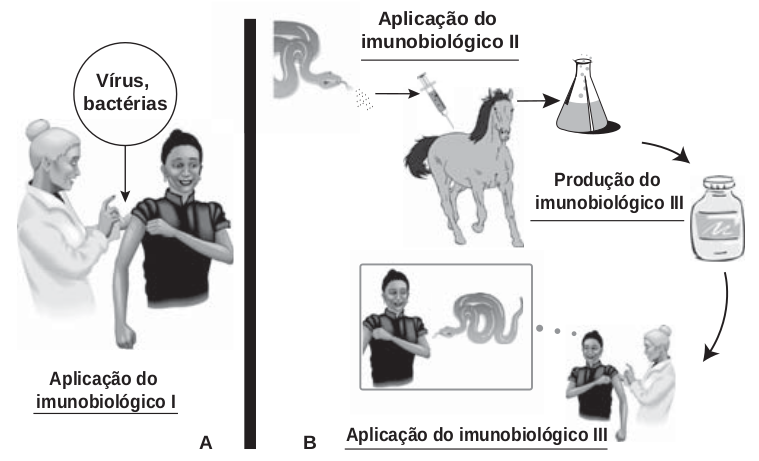 Aplicação do
imunobiológico II
Vírus,
bactérias
Produção do
imunobiológico III
Aplicação do
imunobiológico I
A
B
Aplicação do imunobiológico III